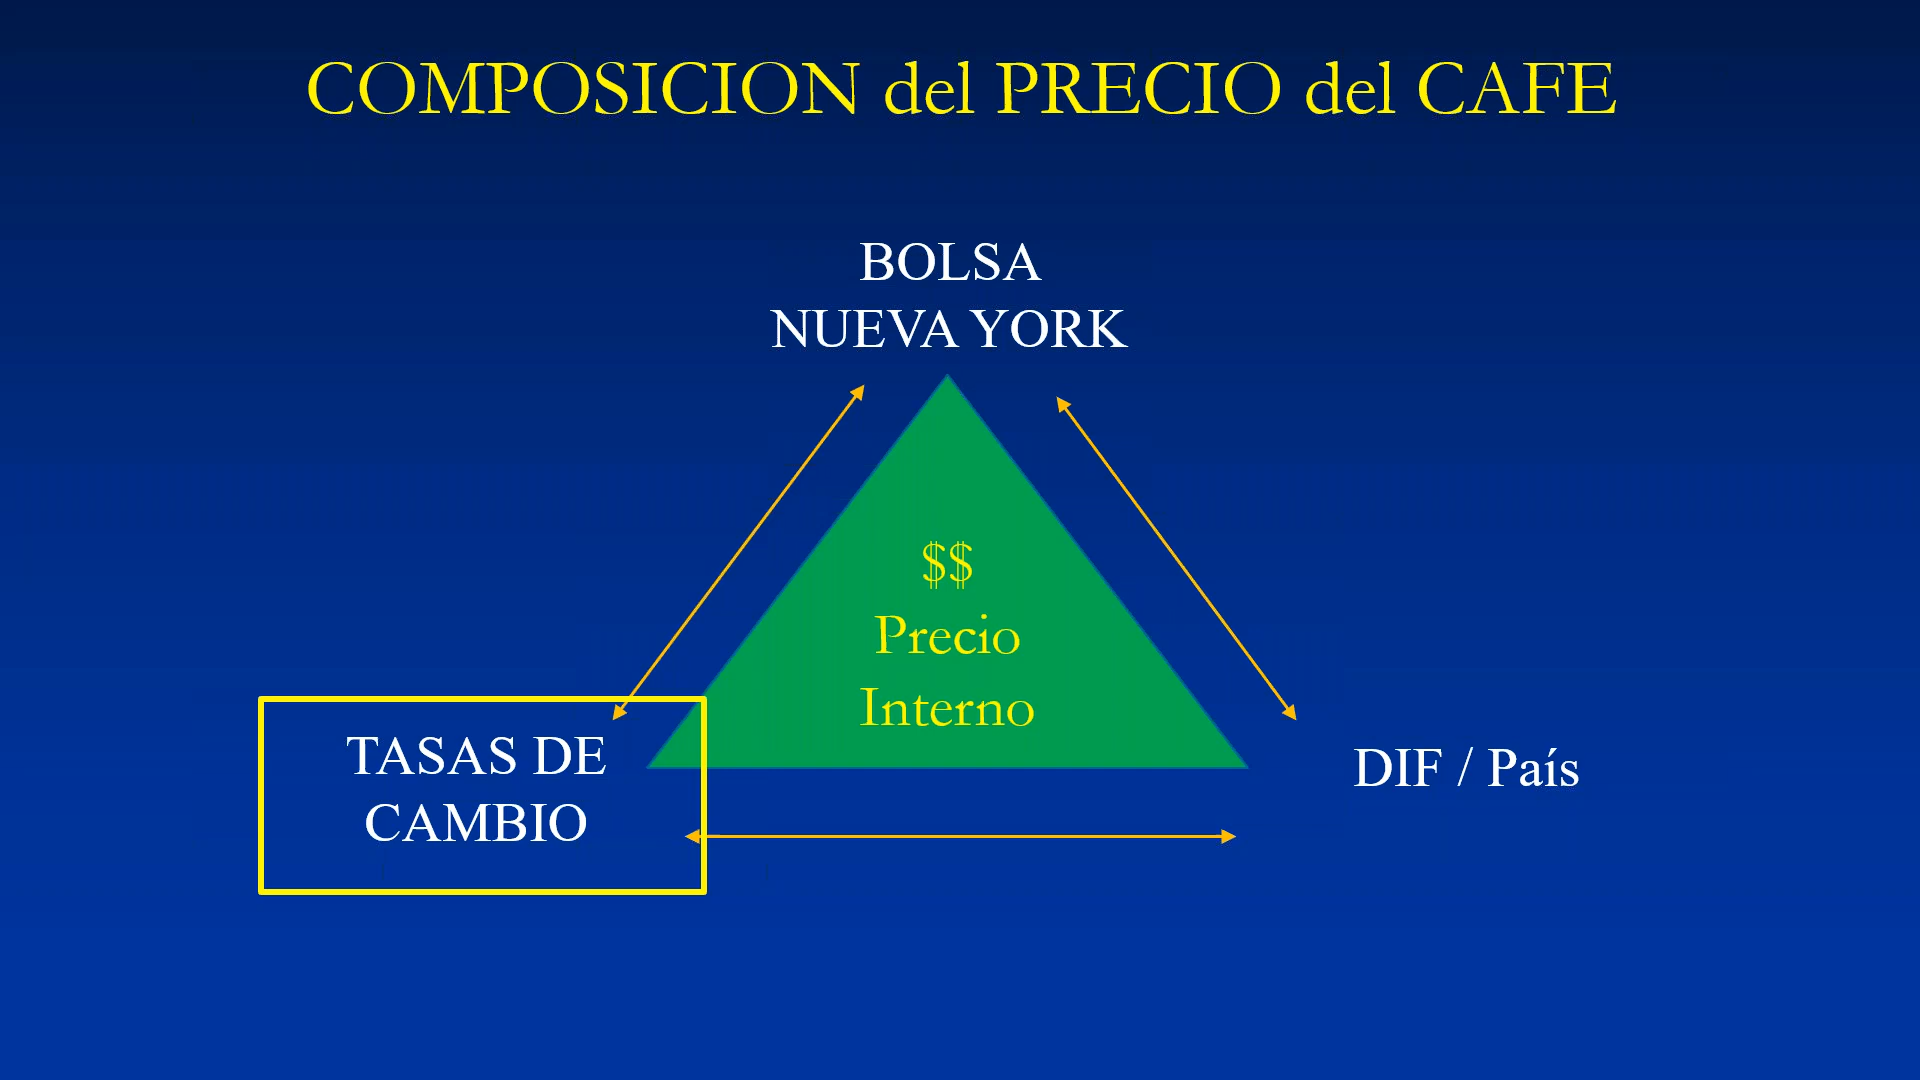 COMPOSICION del PRECIO del CAFE
BOLSA
NUEVA YORK
$$
Precio
Interno
TASAS DE
CAMBIO
DIF / País